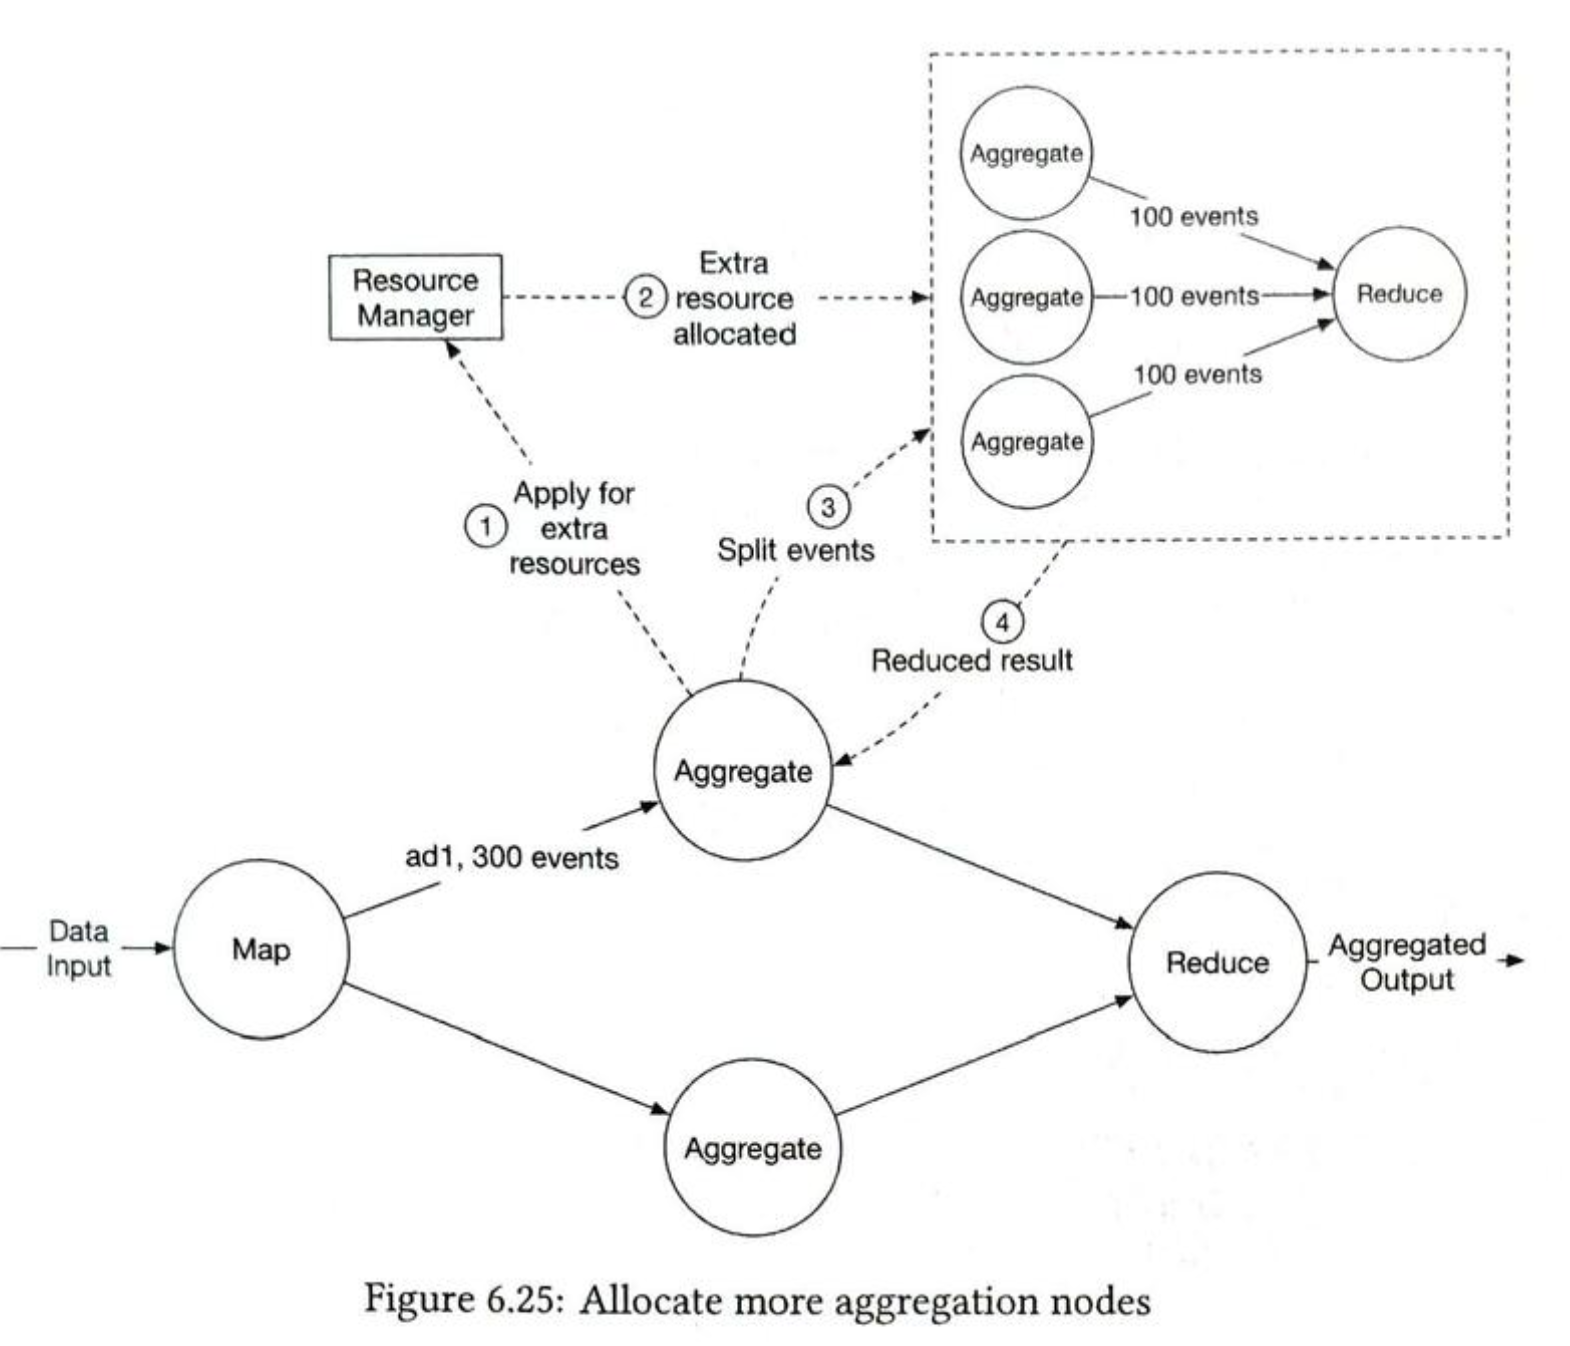 Aggregate
100 events
Resource
Manager
2
Extra
resource
allocated
Aggregate
100 events
Reduce
100 events
Aggregate
1
Apply for
extra
resources
3
Split events
4
Reduced result
Aggregate
ad1, 300 events
Data
Input
Map
Reduce
Aggregated
Output
Aggregate
Figure 6.25: Allocate more aggregation nodes